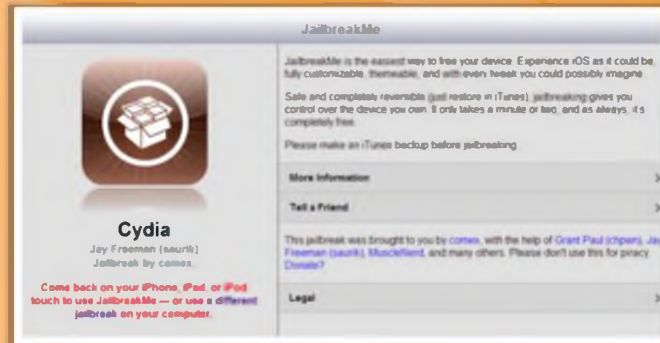 JailbreakMe
JailbreakMe is the easiest way to free your device. Experience iOS as it could be,
fully customizable, themeable, and with every tweak you could possibly imagine.
Safe and completely reversible (just restore in iTunes), jailbreaking gives you
control over the device you own. It only takes a minute or two, and as always, it's
completely free.
Please make an iTunes backup before jailbreaking.
More Information
Tell a Friend
This jailbreak was brought to you by comex, with the help of Grant Paul (chpwn), Jay
Freeman (saurik), MuscleNerd, and many others. Please don't use this for piracy.
Donate?
Legal
Cydia
Jay Freeman (saurik)
Jailbreak by comex.
Come back on your iPhone, iPad, or iPod
touch to use JailbreakMe — or use a different
jailbreak on your computer.